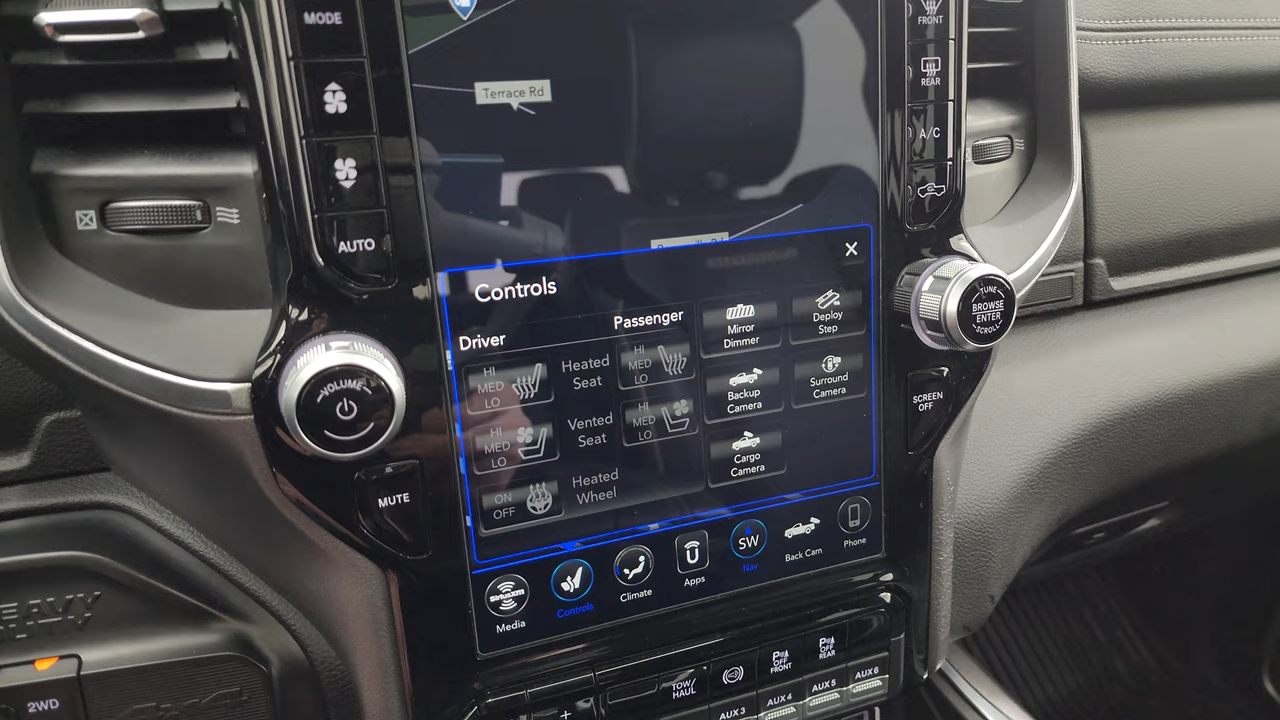 MODE
AUTO
VOLUME
MUTE
HEAVY
2WD
4X4
Terrace Rd
Controls
Driver
Passenger
HI
MED
LO
Heated
Seat
HI
MED
LO
HI
MED
LO
Vented
Seat
HI
MED
LO
ON
OFF
Heated
Wheel
Mirror
Dimmer
Deploy
Step
Backup
Camera
Surround
Camera
Cargo
Camera
SiriusXM
Media
Controls
Climate
Apps
SW
Nav
Back Cam
Phone
FRONT
REAR
A/C
TUNE
BROWSE
ENTER
SCROLL
SCREEN
OFF
TOW/
HAUL
OFF
FRONT
OFF
REAR
AUX 3
AUX 4
AUX 5
AUX 6